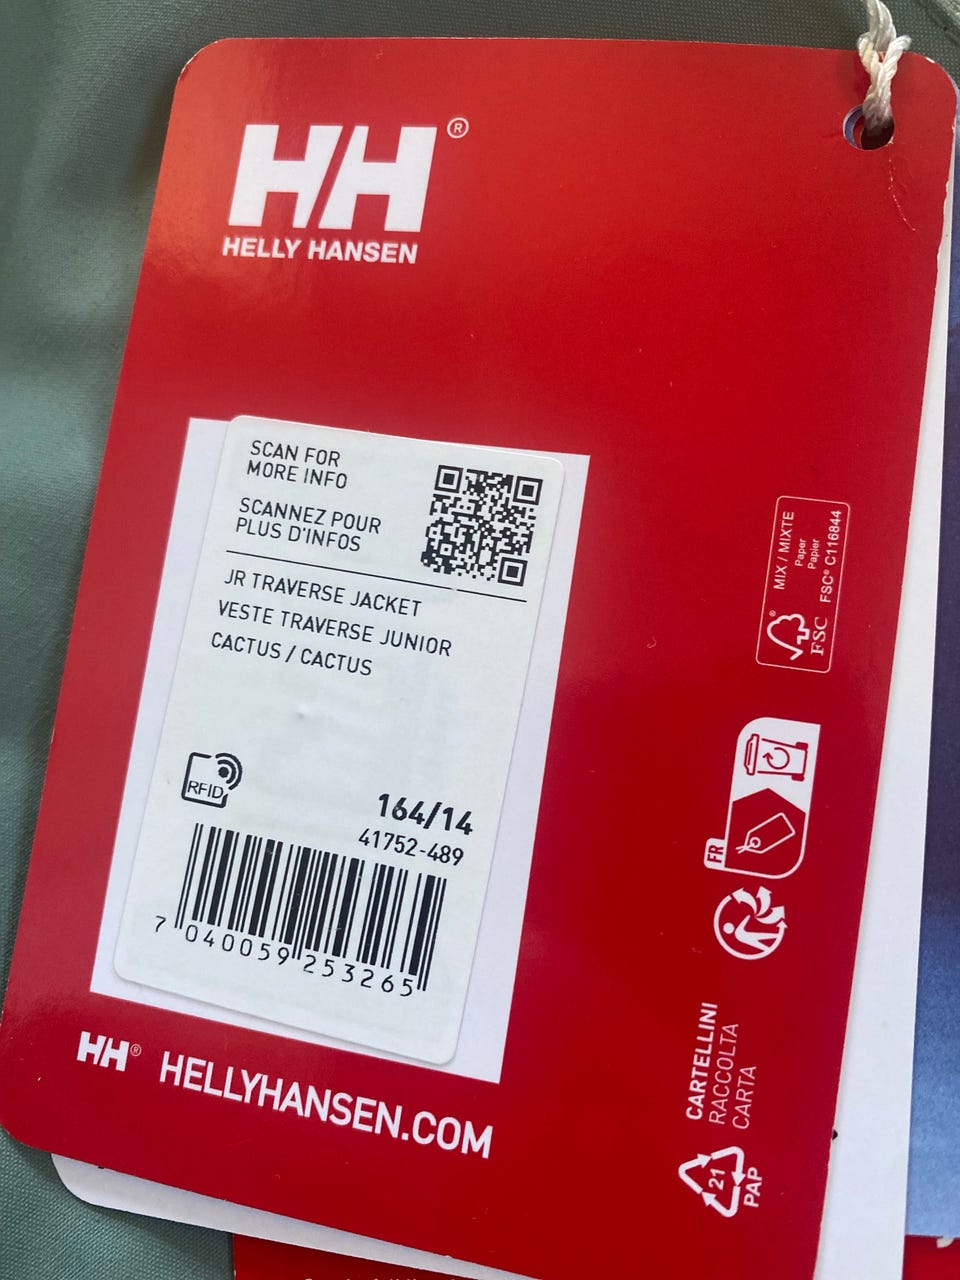 HH®
HELLY HANSEN
SCAN FOR
MORE INFO
SCANNEZ POUR
PLUS D'INFOS
JR TRAVERSE JACKET
VESTE TRAVERSE JUNIOR
CACTUS / CACTUS
RFID
164/14
41752-489
7 040059 253265
HH® HELLYHANSEN.COM
MIX / MIXTE
Paper
Papier
FSC® C116844
FSC
FR
CARTELLINI
RACCOLTA
CARTA
21
PAP